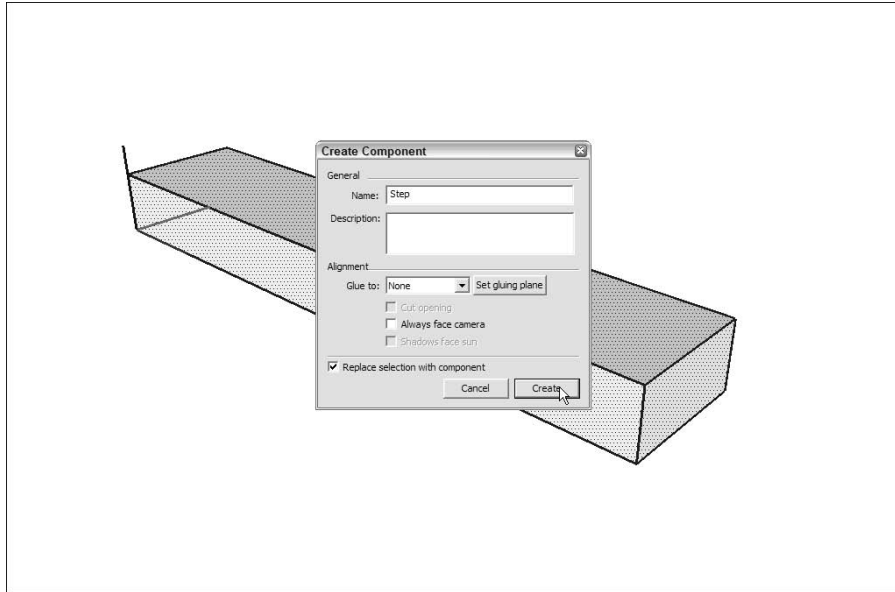 Create Component
General
Name: Step
Description:
Alignment
Glue to: None Set gluing plane
Cut opening
Always face camera
Shadows face sun
Replace selection with component
Cancel Create